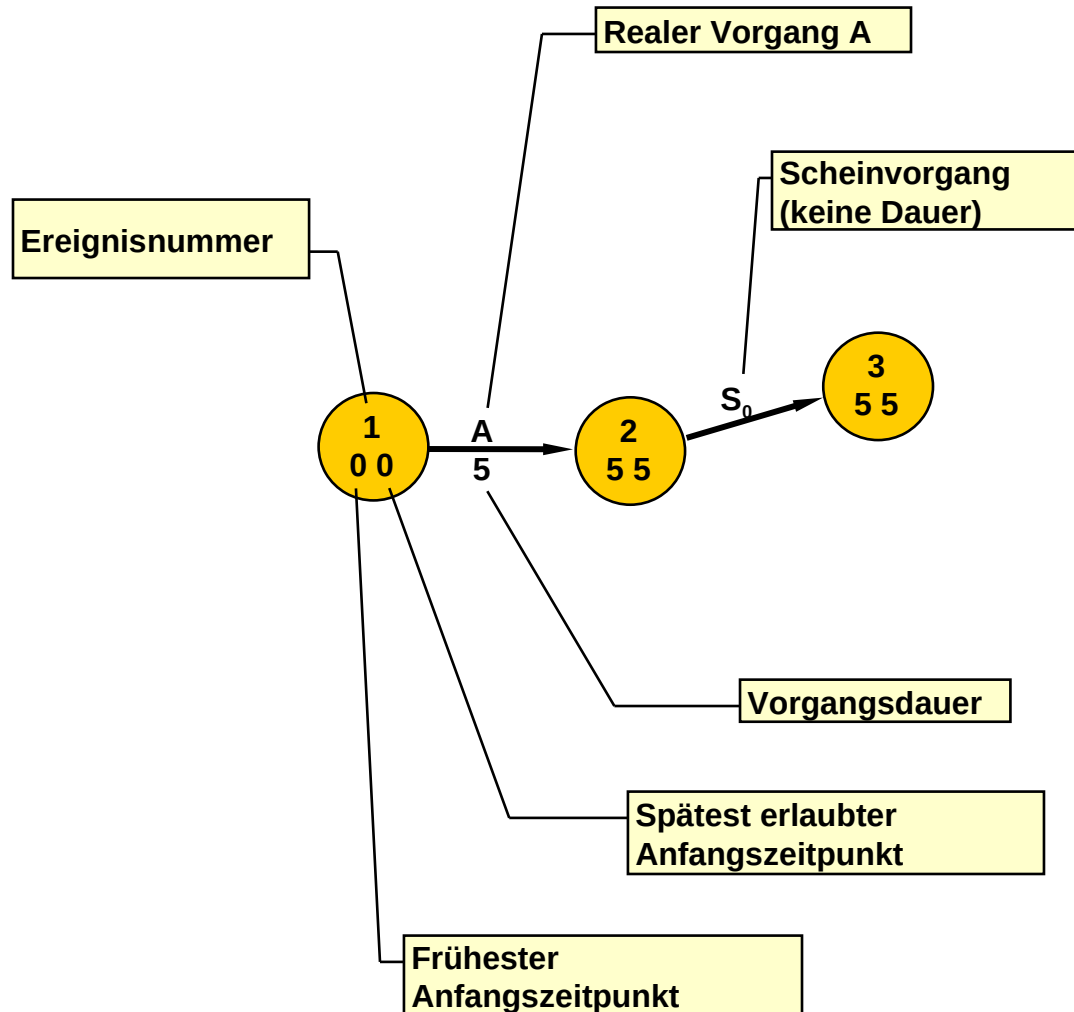 Realer Vorgang A
Scheinvorgang
(keine Dauer)
Ereignisnummer
1
0 0
A
5
2
5 5
S₀
3
5 5
Vorgangsdauer
Spätest erlaubter
Anfangszeitpunkt
Frühester
Anfangszeitpunkt